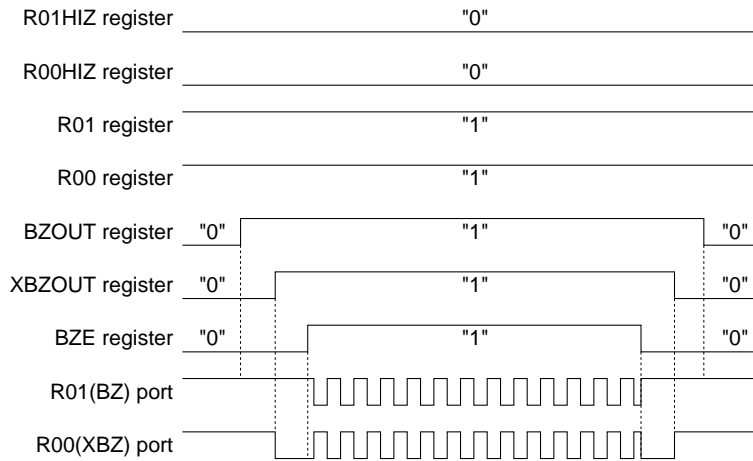 R01HIZ register "0"
R00HIZ register "0"
R01 register "1"
R00 register "1"
BZOUT register "0" "1" "0"
XBZOUT register "0" "1" "0"
BZE register "0" "1" "0"
R01(BZ) port
R00(XBZ) port